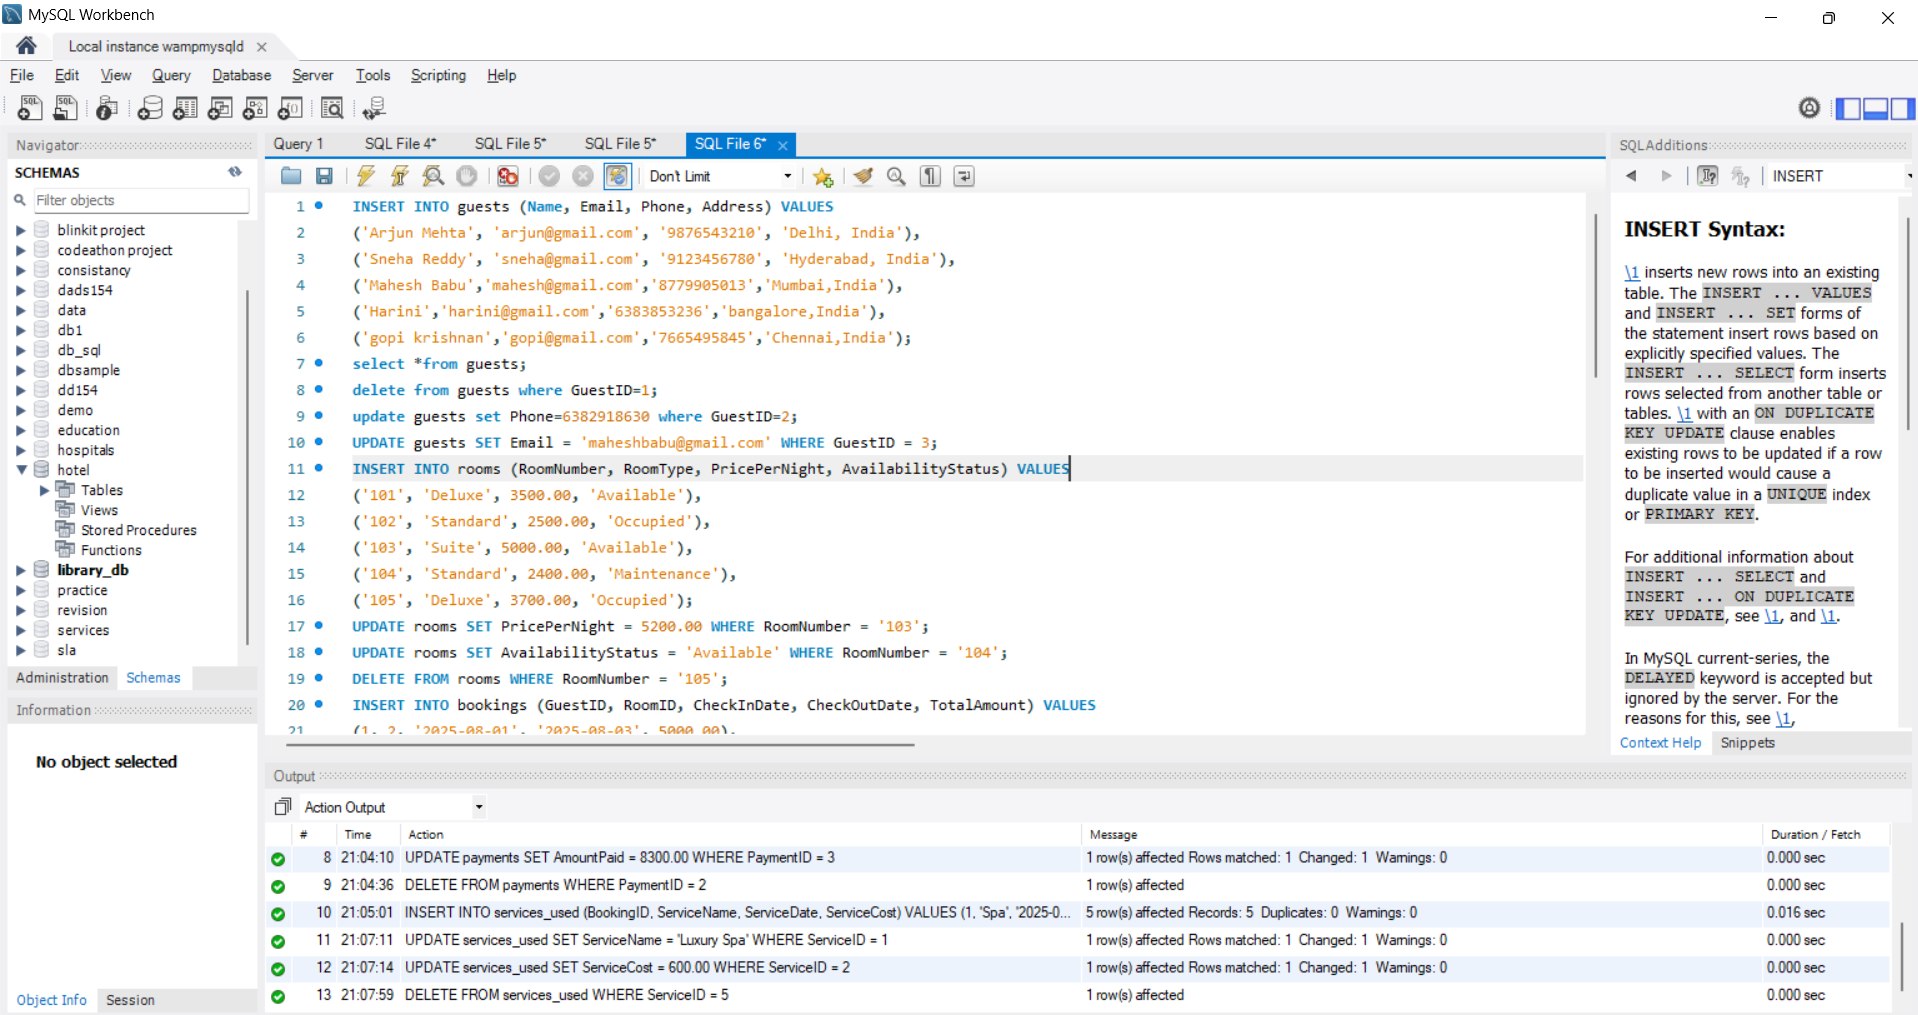 MySQL Workbench
Local instance wampmysqld
File Edit View Query Database Server Tools Scripting Help
Navigator
SCHEMAS
Filter objects
blinkit project
codeathon project
consistancy
dads154
data
db1
db_sql
dbsample
dd154
demo
education
hospitals
hotel
Tables
Views
Stored Procedures
Functions
library_db
practice
revision
services
sla
Administration Schemas
Information
No object selected
Object Info Session
Query 1 SQL File 4* SQL File 5* SQL File 5* SQL File 6*
Don't Limit
1 INSERT INTO guests (Name, Email, Phone, Address) VALUES
2 ('Arjun Mehta', 'arjun@gmail.com', '9876543210', 'Delhi, India'),
3 ('Sneha Reddy', 'sneha@gmail.com', '9123456780', 'Hyderabad, India'),
4 ('Mahesh Babu','mahesh@gmail.com','8779905013','Mumbai,India'),
5 ('Harini','harini@gmail.com','6383853236','bangalore,India'),
6 ('gopi krishnan','gopi@gmail.com','7665495845','Chennai,India');
7 select *from guests;
8 delete from guests where GuestID=1;
9 update guests set Phone=6382918630 where GuestID=2;
10 UPDATE guests SET Email = 'maheshbabu@gmail.com' WHERE GuestID = 3;
11 INSERT INTO rooms (RoomNumber, RoomType, PricePerNight, AvailabilityStatus) VALUES
12 ('101', 'Deluxe', 3500.00, 'Available'),
13 ('102', 'Standard', 2500.00, 'Occupied'),
14 ('103', 'Suite', 5000.00, 'Available'),
15 ('104', 'Standard', 2400.00, 'Maintenance'),
16 ('105', 'Deluxe', 3700.00, 'Occupied');
17 UPDATE rooms SET PricePerNight = 5200.00 WHERE RoomNumber = '103';
18 UPDATE rooms SET AvailabilityStatus = 'Available' WHERE RoomNumber = '104';
19 DELETE FROM rooms WHERE RoomNumber = '105';
20 INSERT INTO bookings (GuestID, RoomID, CheckInDate, CheckOutDate, TotalAmount) VALUES
21 (1, 2, '2025-08-01', '2025-08-03', 5000.00),
SQLAdditions
INSERT
INSERT Syntax:
\1 inserts new rows into an existing
table. The INSERT ... VALUES
and INSERT ... SET forms of
the statement insert rows based on
explicitly specified values. The
INSERT ... SELECT form inserts
rows selected from another table or
tables. \1 with an ON DUPLICATE
KEY UPDATE clause enables
existing rows to be updated if a row
to be inserted would cause a
duplicate value in a UNIQUE index
or PRIMARY KEY.
For additional information about
INSERT ... SELECT and
INSERT ... ON DUPLICATE
KEY UPDATE, see \1, and \1.
In MySQL current-series, the
DELAYED keyword is accepted but
ignored by the server. For the
reasons for this, see \1,
Context Help Snippets
Output
Action Output
# Time Action Message Duration / Fetch
8 21:04:10 UPDATE payments SET AmountPaid = 8300.00 WHERE PaymentID = 3 1 row(s) affected Rows matched: 1 Changed: 1 Warnings: 0 0.000 sec
9 21:04:36 DELETE FROM payments WHERE PaymentID = 2 1 row(s) affected 0.000 sec
10 21:05:01 INSERT INTO services_used (BookingID, ServiceName, ServiceDate, ServiceCost) VALUES (1, 'Spa', '2025-0... 5 row(s) affected Records: 5 Duplicates: 0 Warnings: 0 0.016 sec
11 21:07:11 UPDATE services_used SET ServiceName = 'Luxury Spa' WHERE ServiceID = 1 1 row(s) affected Rows matched: 1 Changed: 1 Warnings: 0 0.000 sec
12 21:07:14 UPDATE services_used SET ServiceCost = 600.00 WHERE ServiceID = 2 1 row(s) affected Rows matched: 1 Changed: 1 Warnings: 0 0.000 sec
13 21:07:59 DELETE FROM services_used WHERE ServiceID = 5 1 row(s) affected 0.000 sec